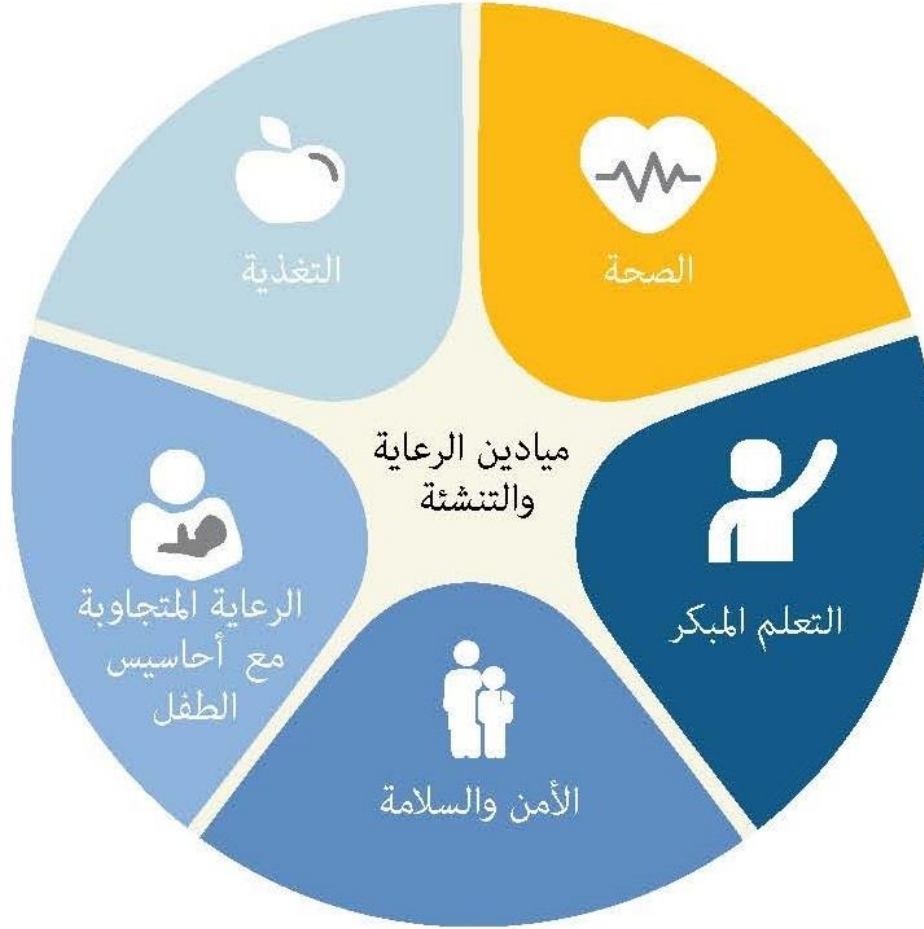 ميادين الرعاية
والتنشئة
الصحة
التعلم المبكر
الأمن والسلامة
الرعاية المتجاوبة
مع أحاسيس
الطفل
التغذية